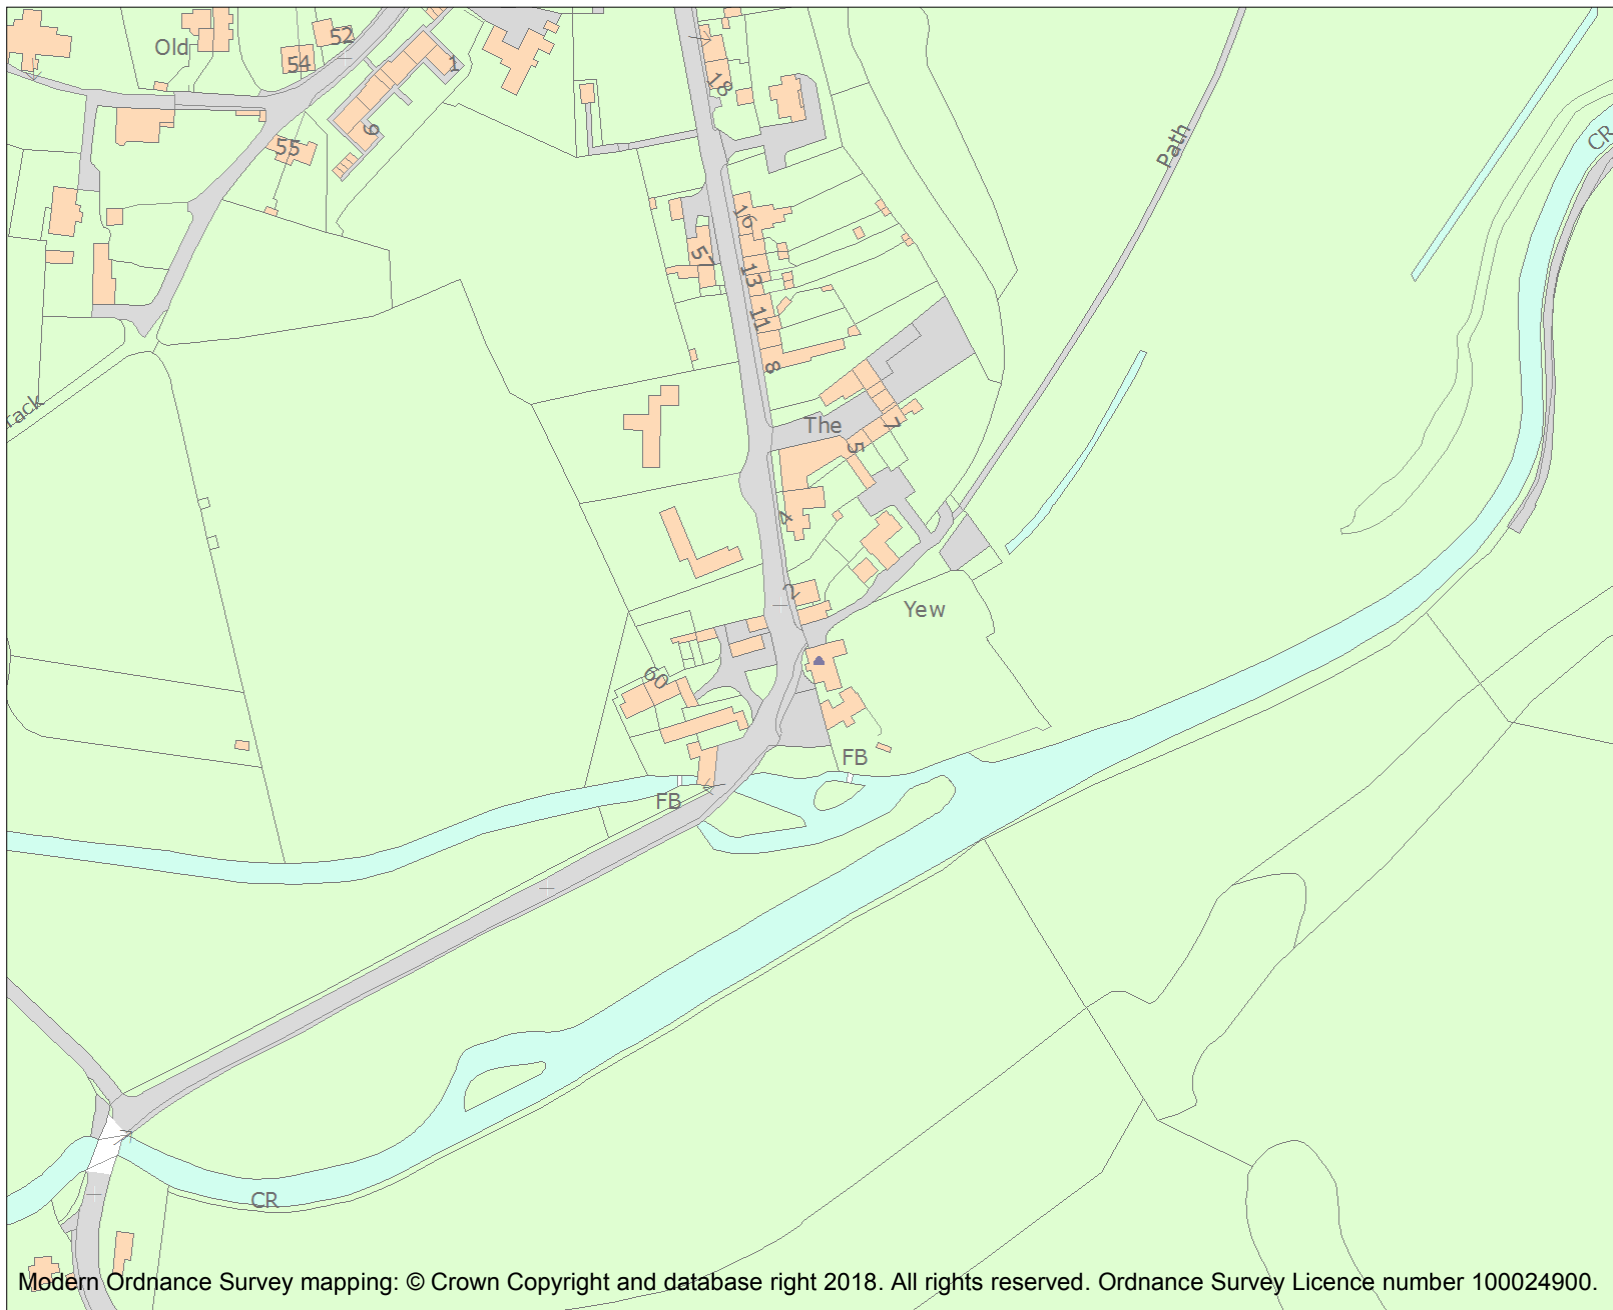 52
Old
54
1
18
9
55
Path
CR
16
57
13
11
8
The
7
5
4
2
Yew
60
FB
FB
CR
Modern Ordnance Survey mapping: © Crown Copyright and database right 2018. All rights reserved. Ordnance Survey Licence number 100024900.